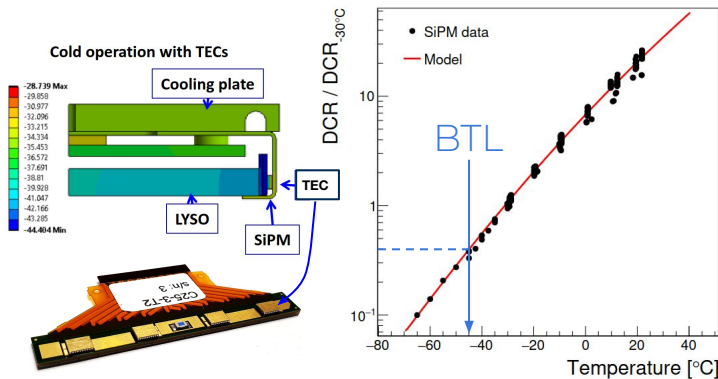 Cold operation with TECs
-28.739 Max
-29.858
-30.977
-32.096
-33.215
-34.334
-35.453
-36.572
-37.691
-38.81
-39.928
-41.047
-42.166
-43.285
-44.404 Min
Cooling plate
TEC
LYSO
SiPM
C25-3-T2
s/n: 3
DCR / DCR-30°C
SiPM data
Model
10
1
10⁻¹
BTL
−80 −60 −40 −20 0 20 40
Temperature [°C]